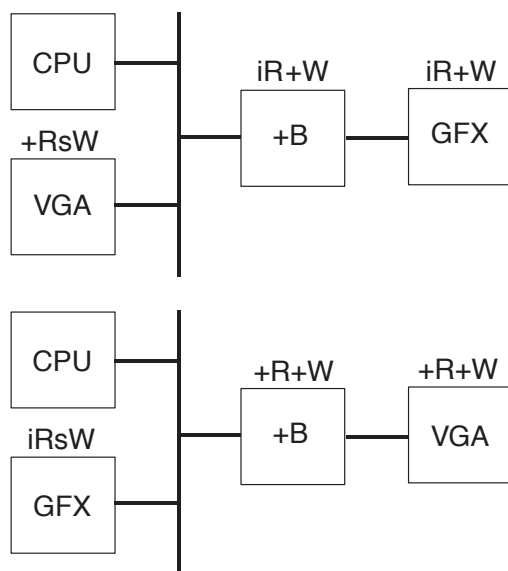 CPU
iR+W
iR+W
+B
GFX
+RsW
VGA
CPU
+R+W
+R+W
+B
VGA
iRsW
GFX